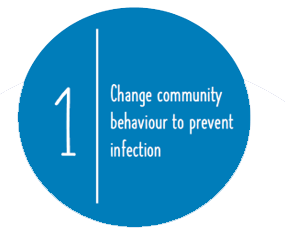 1
Change community
behaviour to prevent
infection